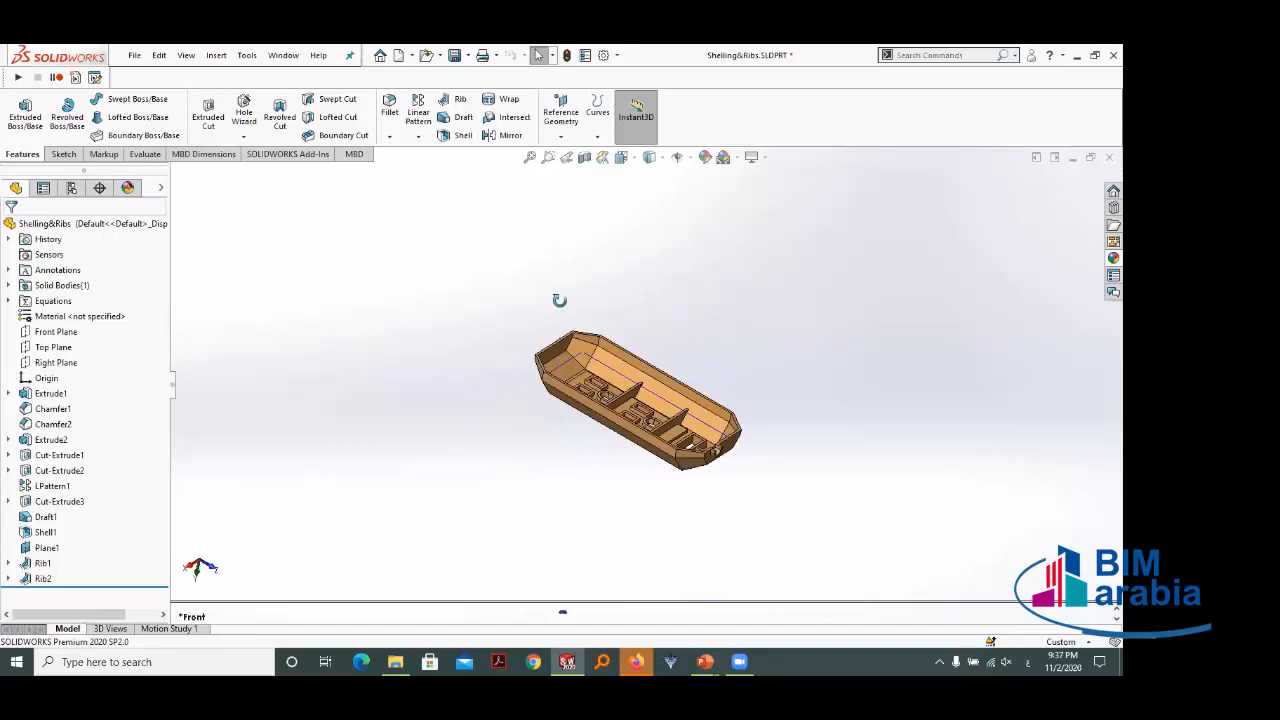 SOLIDWORKS File Edit View Insert Tools Window Help Shelling&Ribs.SLDPRT * Search Commands
Extruded Boss/Base
Revolved Boss/Base
Swept Boss/Base
Lofted Boss/Base
Boundary Boss/Base
Extruded Cut
Hole Wizard
Revolved Cut
Swept Cut
Lofted Cut
Boundary Cut
Fillet
Linear Pattern
Rib
Draft
Shell
Wrap
Intersect
Mirror
Reference Geometry
Curves
Instant3D
Features Sketch Markup Evaluate MBD Dimensions SOLIDWORKS Add-Ins MBD
Shelling&Ribs (Default<<Default>_Disp
History
Sensors
Annotations
Solid Bodies(1)
Equations
Material <not specified>
Front Plane
Top Plane
Right Plane
Origin
Extrude1
Chamfer1
Chamfer2
Extrude2
Cut-Extrude1
Cut-Extrude2
LPattern1
Cut-Extrude3
Draft1
Shell1
Plane1
Rib1
Rib2
*Front
Model 3D Views Motion Study 1
SOLIDWORKS Premium 2020 SP2.0 Custom
Type here to search
9:37 PM
11/2/2020
BIM
arabia